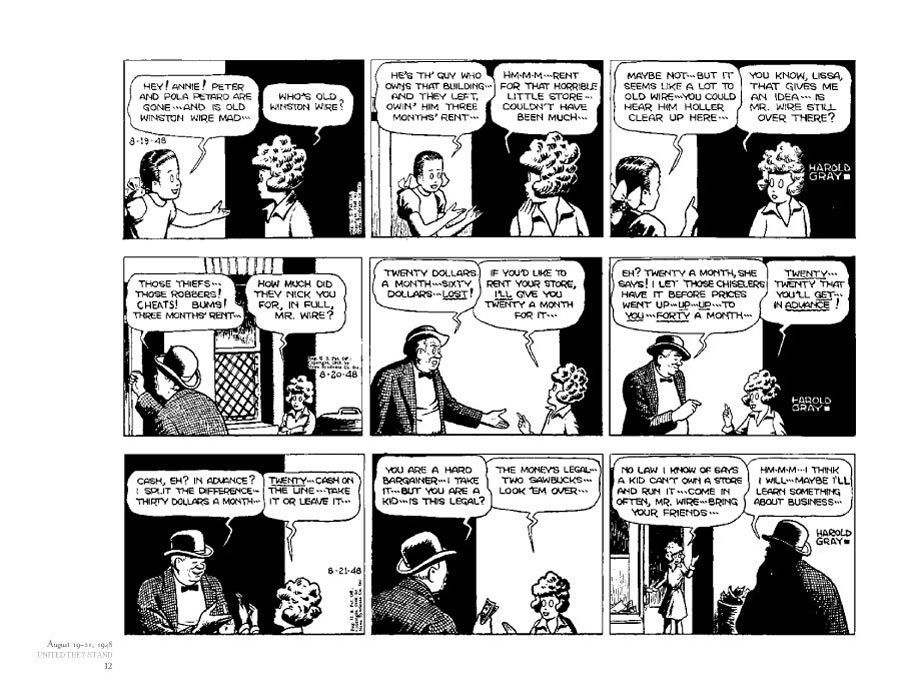 HEY! ANNIE! PETER
AND POLA PETARD ARE
GONE---AND IS OLD
WINSTON WIRE MAD---
WHO'S OLD
WINSTON WIRE?
8-19-48
HE'S TH' GUY WHO
OWNS THAT BUILDING---
AND THEY LEFT,
OWIN' HIM THREE
MONTHS' RENT---
HM-M-M---RENT
FOR THAT HORRIBLE
LITTLE STORE---
COULDN'T HAVE
BEEN MUCH---
MAYBE NOT---BUT IT
SEEMS LIKE A LOT TO
OLD WIRE---YOU COULD
HEAR HIM HOLLER
CLEAR UP HERE---
YOU KNOW, LISSA,
THAT GIVES ME
AN IDEA--- IS
MR. WIRE STILL
OVER THERE?
HAROLD
GRAY
THOSE THIEFS---
THOSE ROBBERS!
CHEATS! BUMS!
THREE MONTHS' RENT---
HOW MUCH DID
THEY NICK YOU
FOR, IN FULL,
MR. WIRE?
8-20-48
TWENTY DOLLARS
A MONTH---SIXTY
DOLLARS---LOST!
IF YOU'D LIKE TO
RENT YOUR STORE,
I'LL GIVE YOU
TWENTY A MONTH
FOR IT---
EH? TWENTY A MONTH, SHE
SAYS! I LET THOSE CHISELERS
HAVE IT BEFORE PRICES
WENT UP---UP---UP---TO
YOU---FORTY A MONTH---
TWENTY---
TWENTY THAT
YOU'LL GET---
IN ADVANCE!
HAROLD
GRAY
CASH, EH? IN ADVANCE?
I SPLIT THE DIFFERENCE---
THIRTY DOLLARS A MONTH---
TWENTY---CASH ON
THE LINE---TAKE
IT OR LEAVE IT---
8-21-48
YOU ARE A HARD
BARGAINER---I TAKE
IT---BUT YOU ARE A
KID---IS THIS LEGAL?
THE MONEY'S LEGAL---
TWO SAWBUCKS---
LOOK 'EM OVER---
NO LAW I KNOW OF SAYS
A KID CAN'T OWN A STORE
AND RUN IT---COME IN
OFTEN, MR. WIRE---BRING
YOUR FRIENDS---
HM-M-M---I THINK
I WILL---MAYBE I'LL
LEARN SOMETHING
ABOUT BUSINESS---
HAROLD
GRAY
August 19-21, 1948
UNITED THEY STAND
12